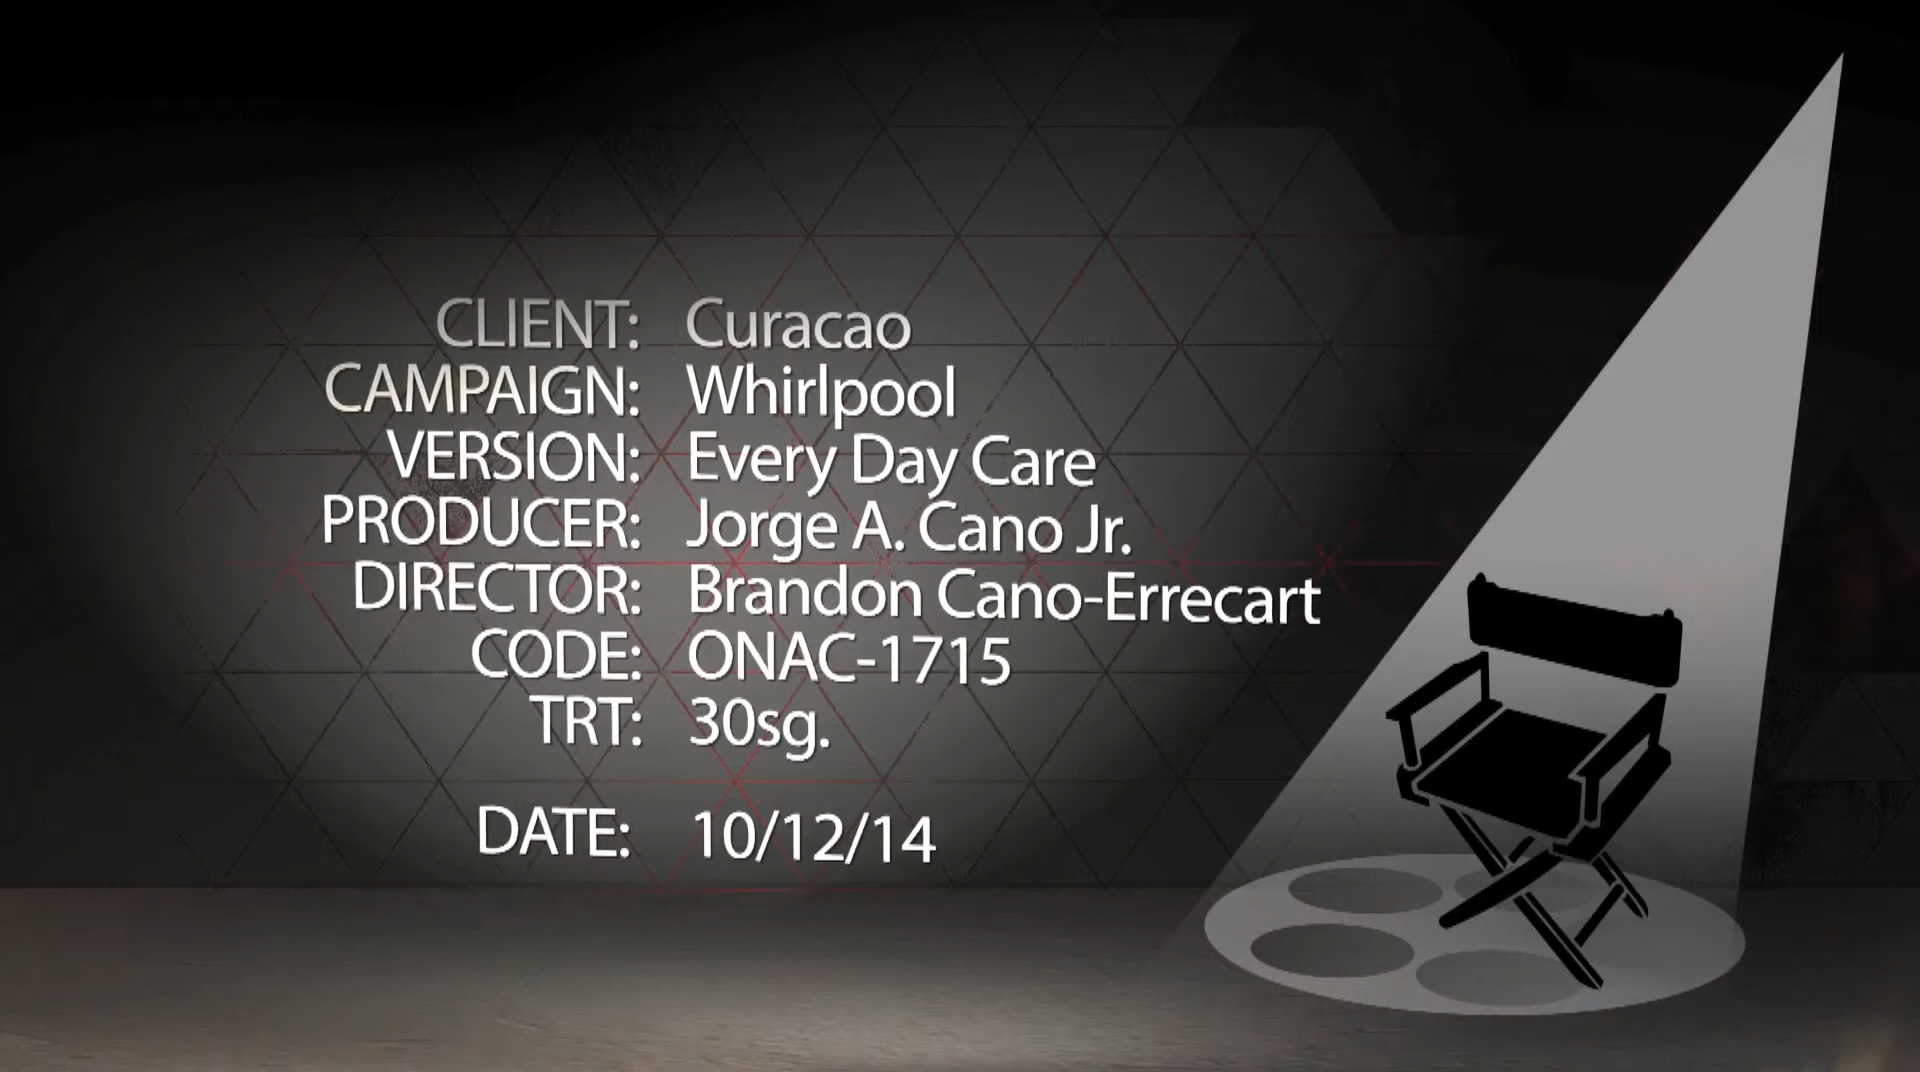 CLIENT: Curacao
CAMPAIGN: Whirlpool
VERSION: Every Day Care
PRODUCER: Jorge A. Cano Jr.
DIRECTOR: Brandon Cano-Errecart
CODE: ONAC-1715
TRT: 30sg.
DATE: 10/12/14